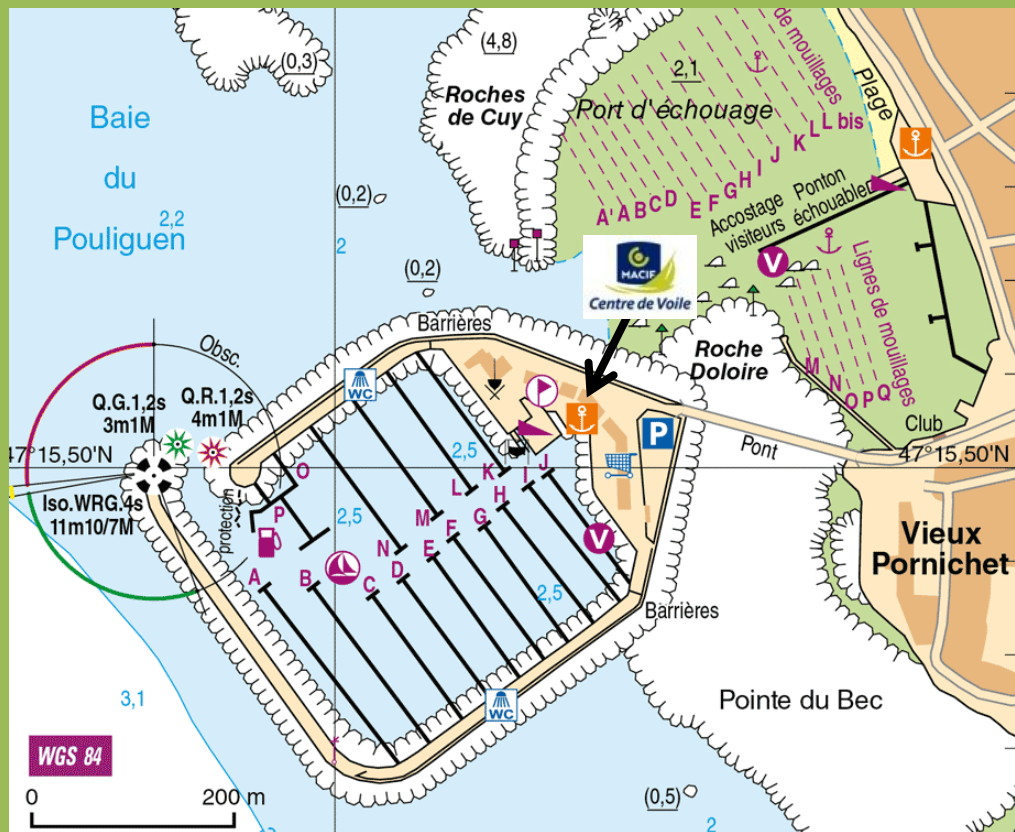 (4,8)
(0,3)
Roches
de Cuy
Baie
du
Pouliguen
2,2
2
(0,2)
(0,2)
2,1
Port d'échouage
de mouillages
Plage
A' A B C D E F G H I J K L L bis
Accostage
visiteurs
Ponton
échouable
V
Lignes de mouillages
M N O P Q
MACIF
Centre de Voile
Barrières
Roche
Doloire
Club
Pont
47°15,50'N
47°15,50'N
Obsc.
Q.G.1,2s
3m1M
Q.R.1,2s
4m1M
Iso.WRG.4s
11m10/7M
protection
WC
P
2,5
2,5
2,5
O
P
L
K
I
J
H
M
G
F
N
E
D
C
B
A
V
Vieux
Pornichet
Barrières
WC
Pointe du Bec
3,1
(0,5)
2
WGS 84
0 200 m